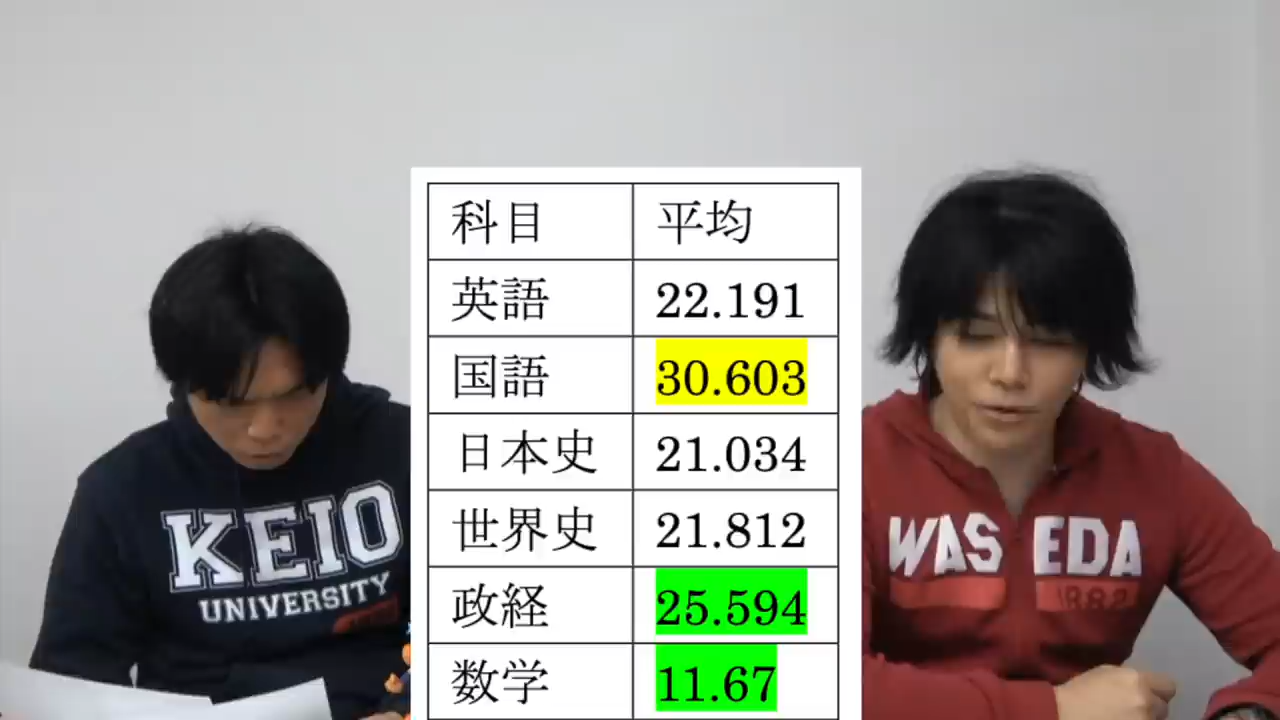 科目 平均
英語 22.191
国語 30.603
日本史 21.034
世界史 21.812
政経 25.594
数学 11.67
KEIO
UNIVERSITY
WASEDA
1882